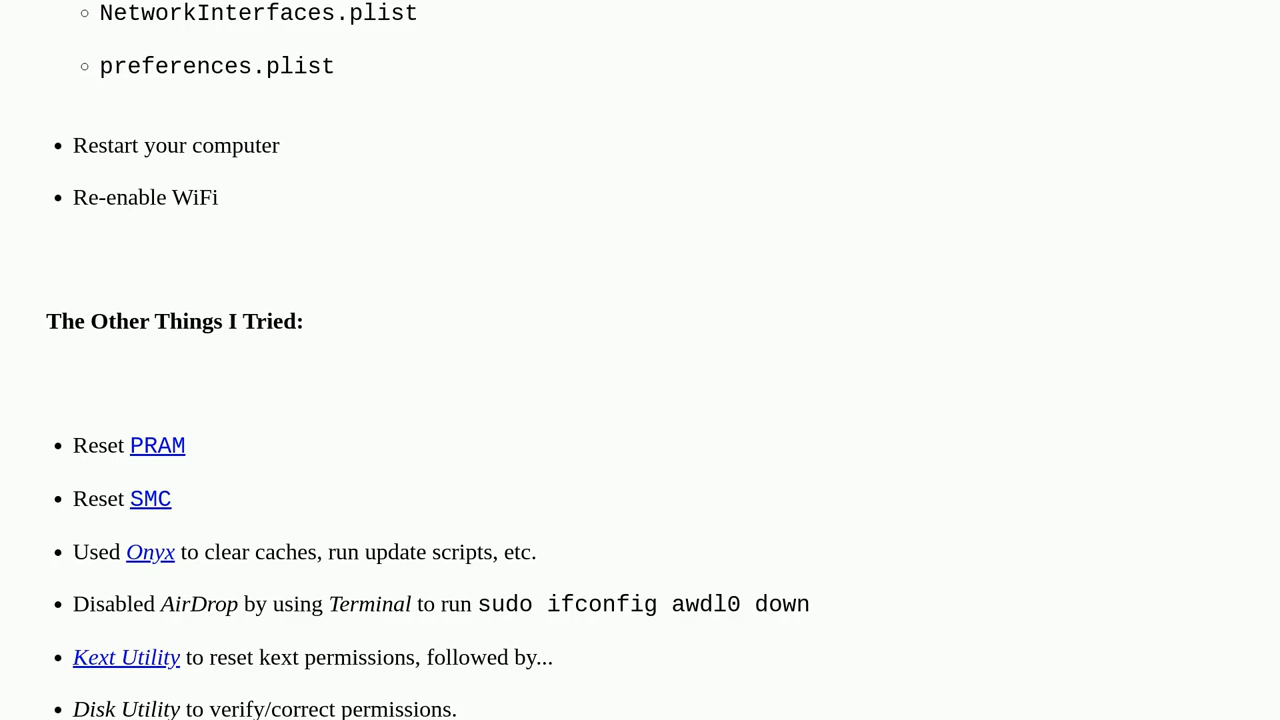 NetworkInterfaces.plist
preferences.plist
Restart your computer
Re-enable WiFi
The Other Things I Tried:
Reset PRAM
Reset SMC
Used Onyx to clear caches, run update scripts, etc.
Disabled AirDrop by using Terminal to run sudo ifconfig awdl0 down
Kext Utility to reset kext permissions, followed by...
Disk Utility to verify/correct permissions.